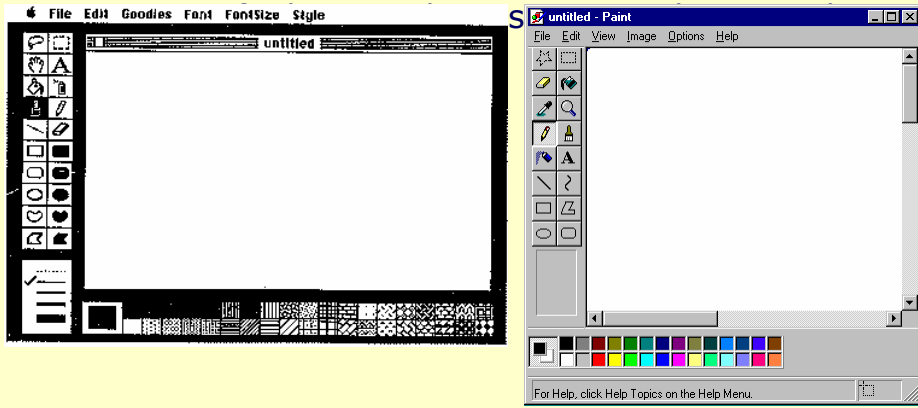 File Edit Goodies Font FontSize Style
untitled
A
s
untitled - Paint
File Edit View Image Options Help
A
For Help, click Help Topics on the Help Menu.